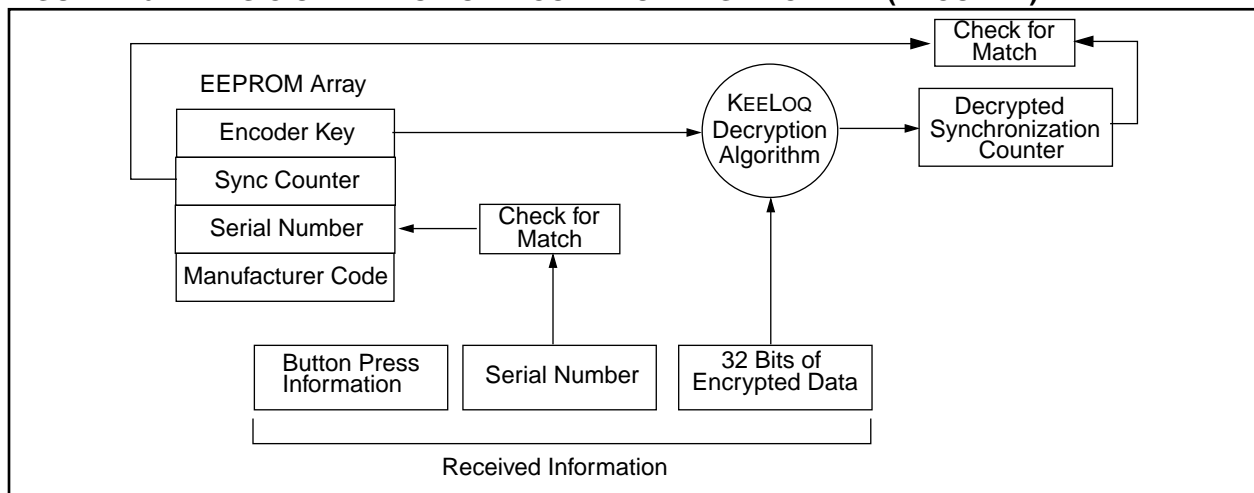 Check for
Match
EEPROM Array
Encoder Key
Sync Counter
Serial Number
Manufacturer Code
KEELOQ
Decryption
Algorithm
Decrypted
Synchronization
Counter
Check for
Match
Button Press
Information
Serial Number
32 Bits of
Encrypted Data
Received Information